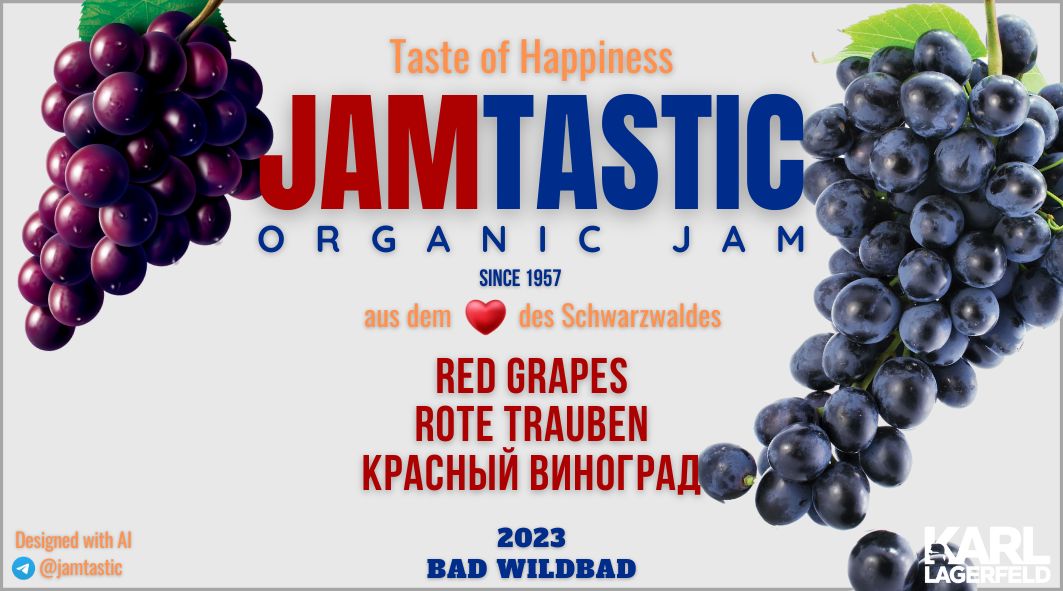 Taste of Happiness
JAMTASTIC
ORGANIC JAM
SINCE 1957
aus dem ❤️ des Schwarzwaldes
RED GRAPES
ROTE TRAUBEN
КРАСНЫЙ ВИНОГРАД
2023
BAD WILDBAD
Designed with AI
@jamtastic
KARL
LAGERFELD